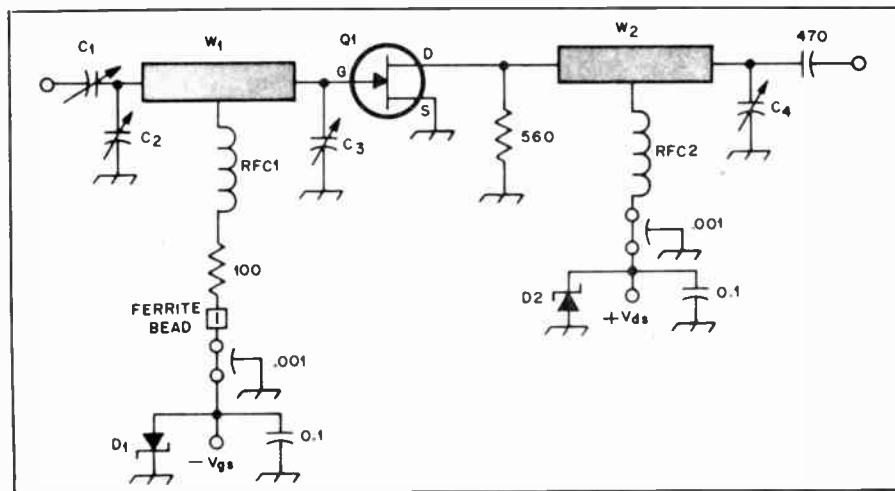 C1
W1
Q1
W2
470
G
D
S
C2
C3
560
C4
RFC1
RFC2
100
.001
FERRITE
BEAD
D2
0.1
+Vds
.001
D1
0.1
— Vgs